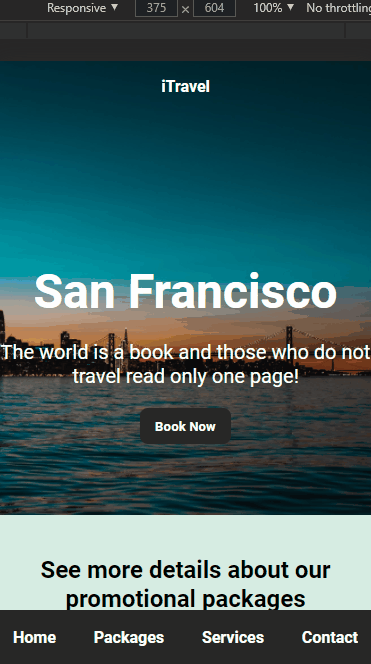 Responsive ▼ 375 × 604 100% ▼ No throttling
iTravel
San Francisco
The world is a book and those who do not
travel read only one page!
Book Now
See more details about our
promotional packages
Home Packages Services Contact